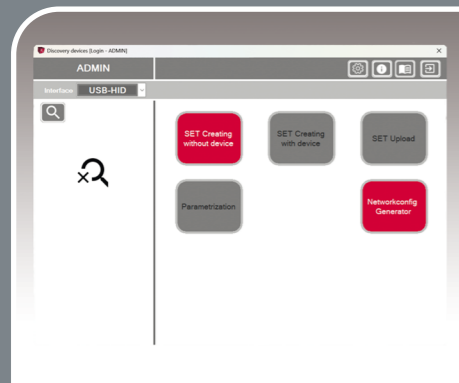 Discovery devices [Login - ADMIN]
ADMIN
Interface USB-HID
SET Creating
without device
SET Creating
with device
SET Upload
Parametrization
Networkconfig
Generator